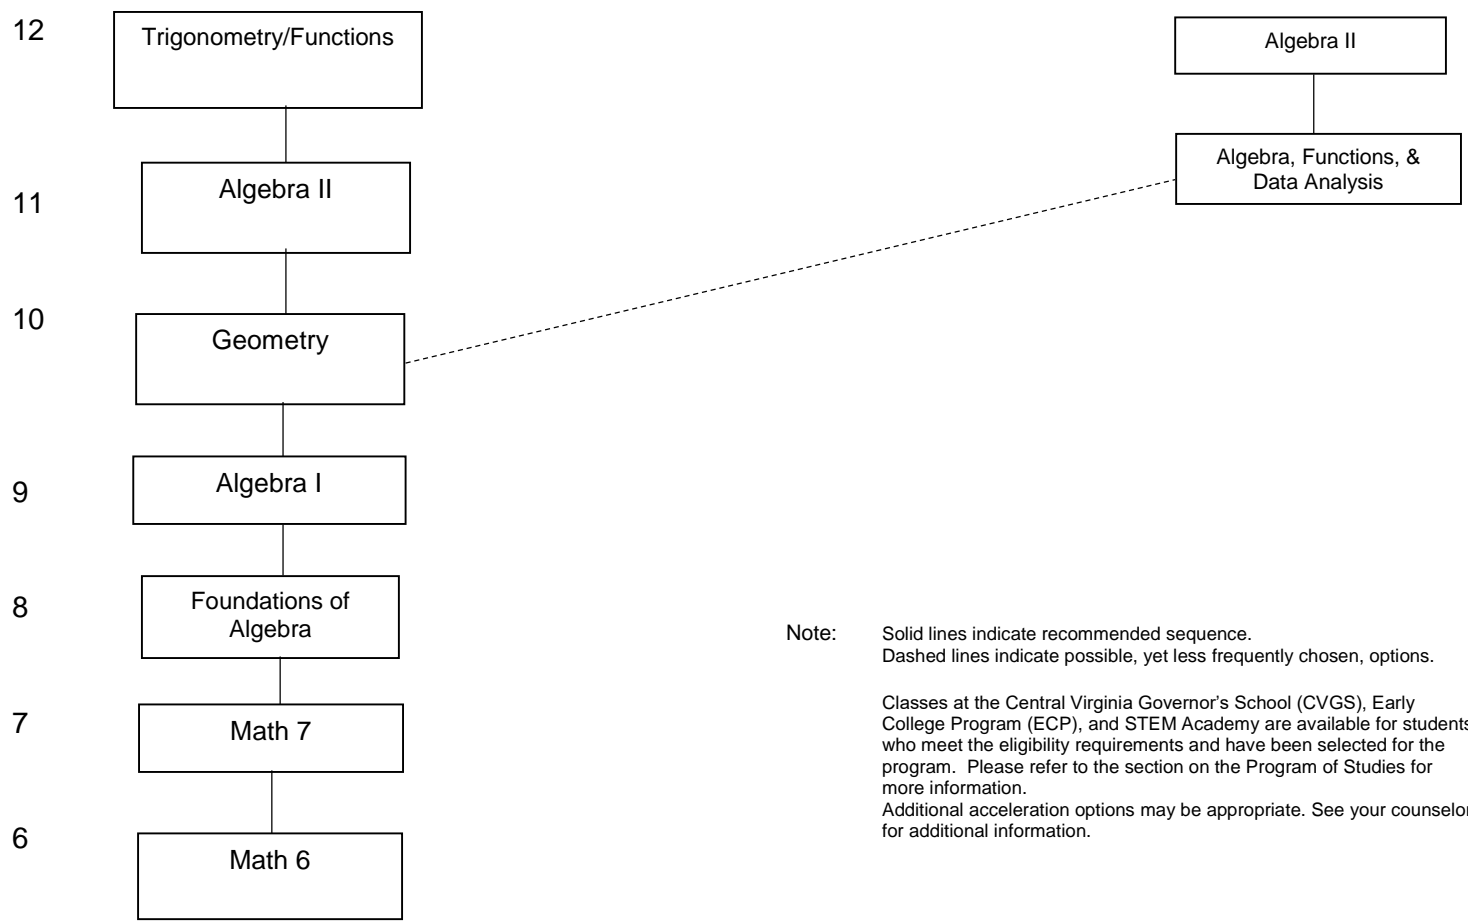 12
Trigonometry/Functions
Algebra II
Algebra, Functions, &
Data Analysis
11
Algebra II
10
Geometry
9
Algebra I
8
Foundations of
Algebra
7
Math 7
6
Math 6
Note:
Solid lines indicate recommended sequence.
Dashed lines indicate possible, yet less frequently chosen, options.
Classes at the Central Virginia Governor’s School (CVGS), Early
College Program (ECP), and STEM Academy are available for students
who meet the eligibility requirements and have been selected for the
program.  Please refer to the section on the Program of Studies for
more information.
Additional acceleration options may be appropriate. See your counselor
for additional information.